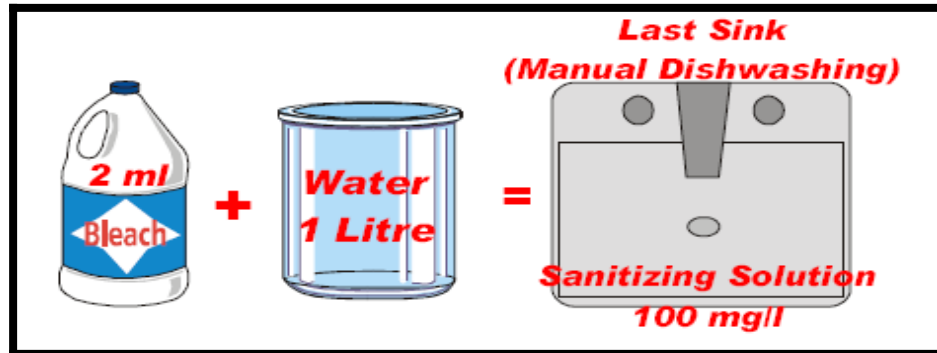 Last Sink
(Manual Dishwashing)
2 ml
Bleach
+
Water
1 Litre
=
Sanitizing Solution
100 mg/l